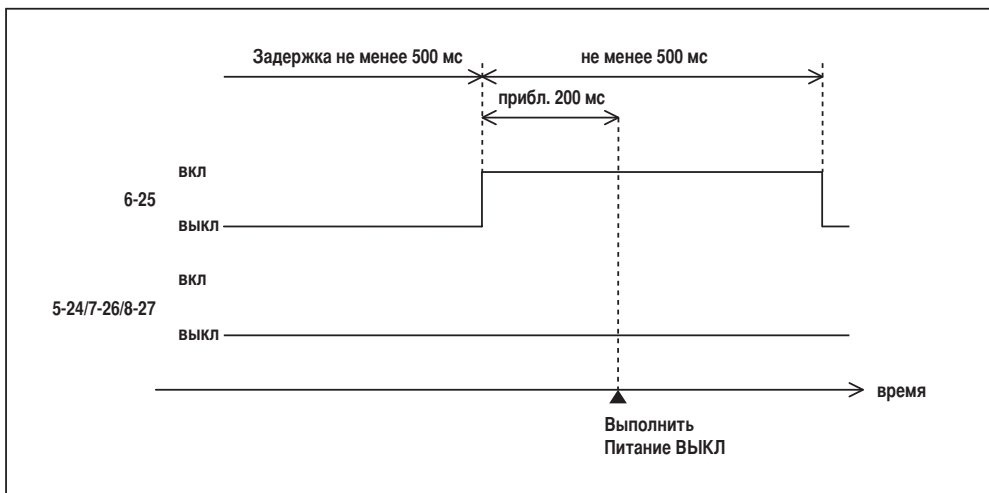 Задержка не менее 500 мс
не менее 500 мс
прибл. 200 мс
вкл
6-25
выкл
вкл
5-24/7-26/8-27
выкл
время
Выполнить
Питание ВЫКЛ